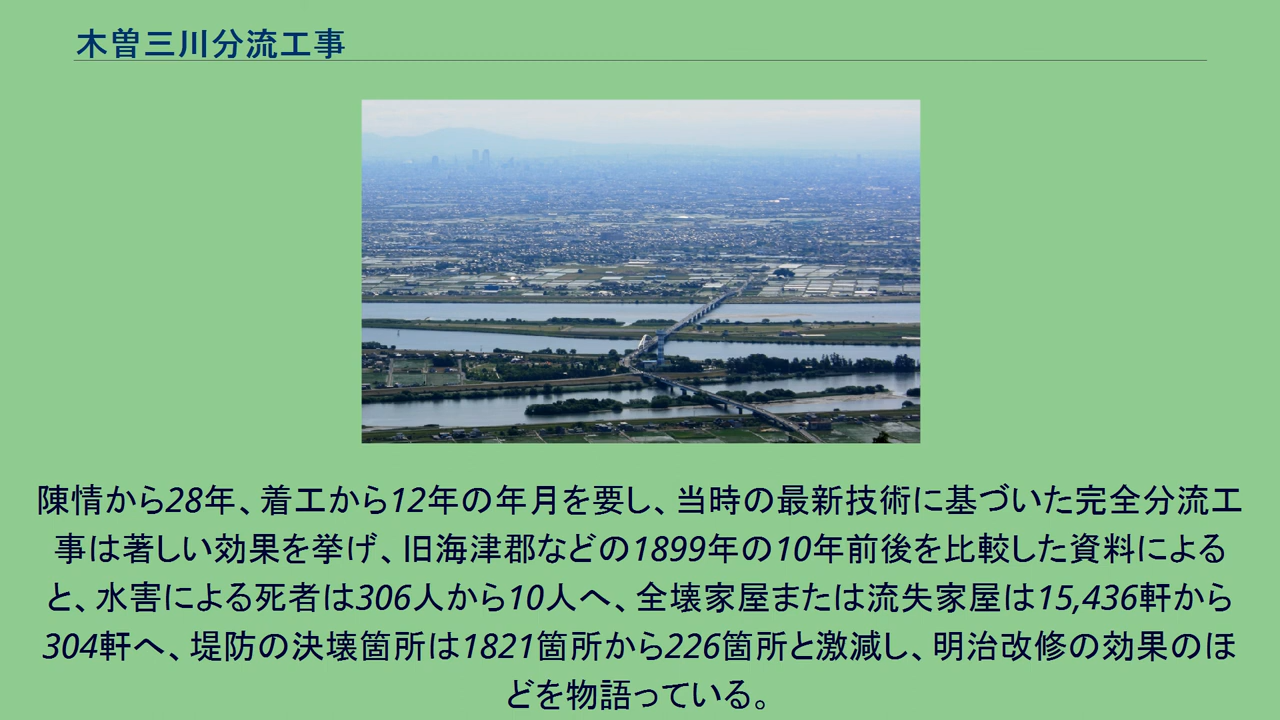 木曽三川分流工事
陳情から28年、着工から12年の年月を要し、当時の最新技術に基づいた完全分流工
事は著しい効果を挙げ、旧海津郡などの1899年の10年前後を比較した資料による
と、水害による死者は306人から10人へ、全壊家屋または流失家屋は15,436軒から
304軒へ、堤防の決壊箇所は1821箇所から226箇所と激減し、明治改修の効果のほ
どを物語っている。